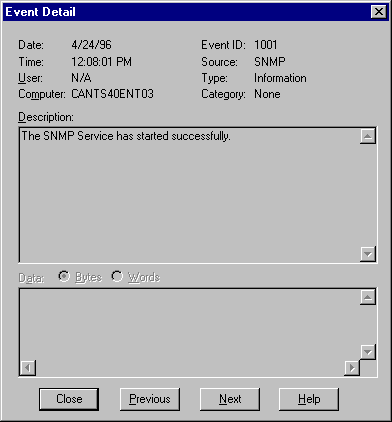 Event Detail
Date: 4/24/96 Event ID: 1001
Time: 12:08:01 PM Source: SNMP
User: N/A Type: Information
Computer: CANTS40ENT03 Category: None
Description:
The SNMP Service has started successfully.
Data: Bytes Words
Close Previous Next Help